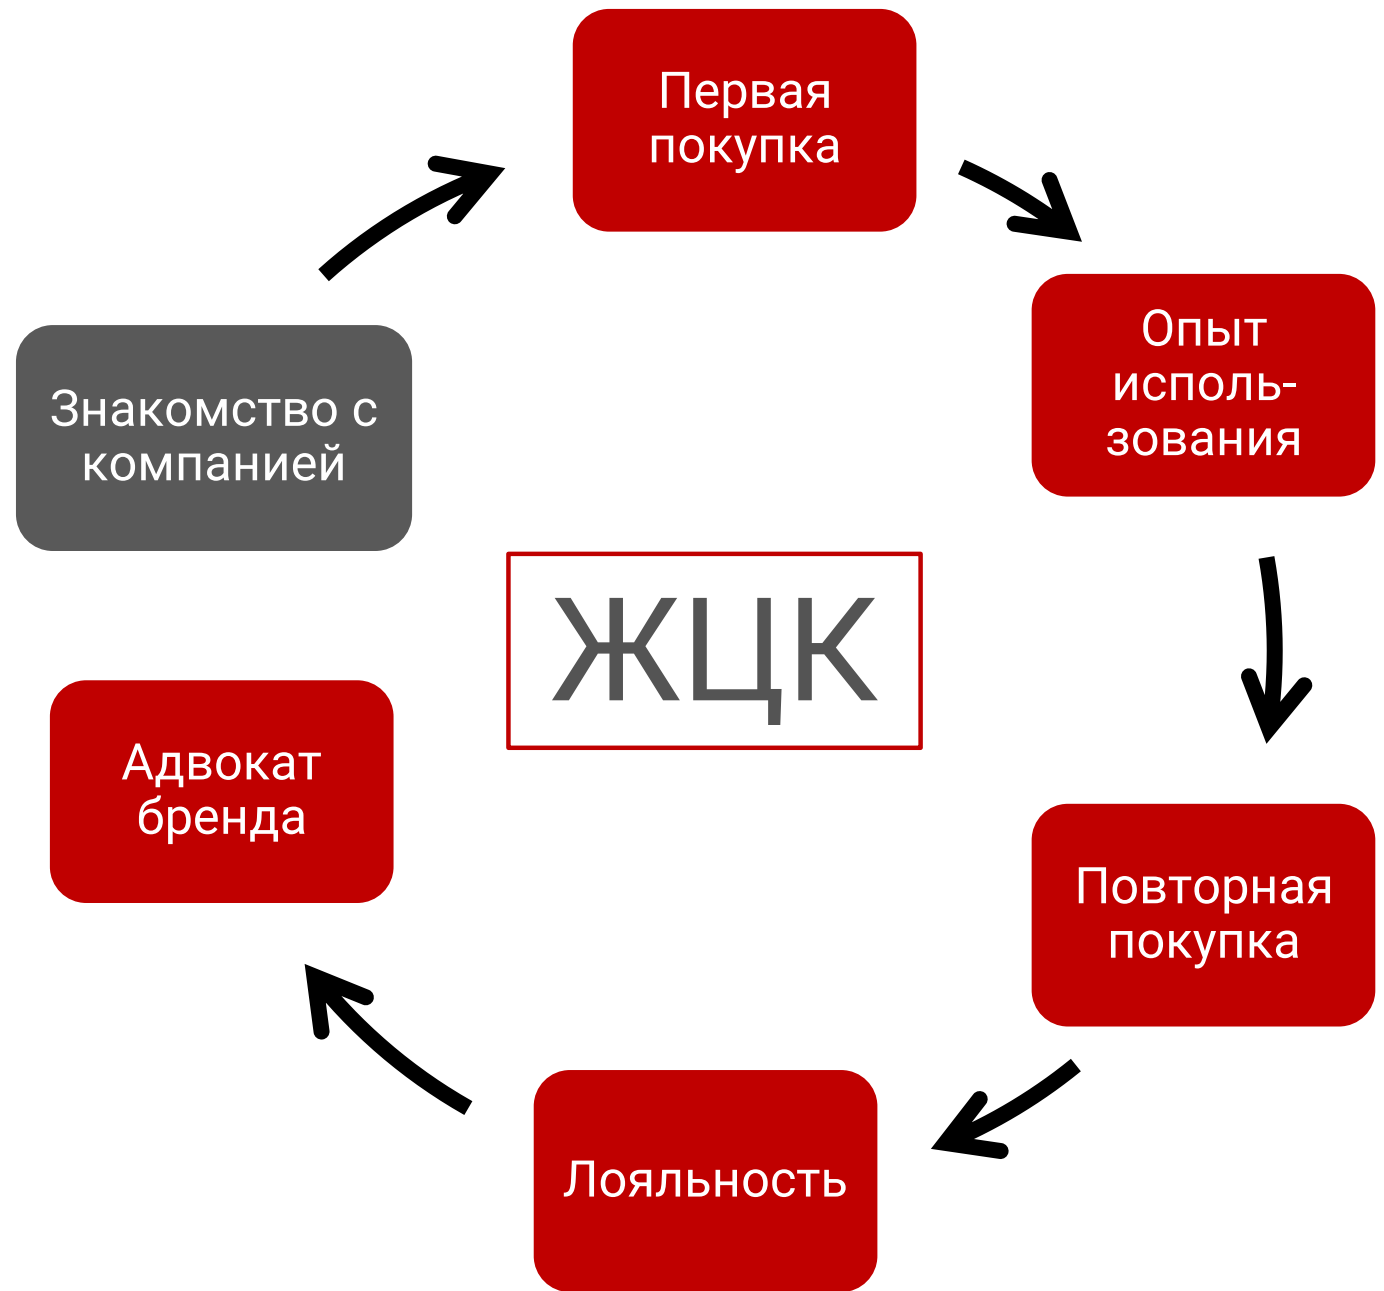 Первая
покупка
Опыт
исполь-
зования
Знакомство с
компанией
ЖЦК
Адвокат
бренда
Повторная
покупка
Лояльность